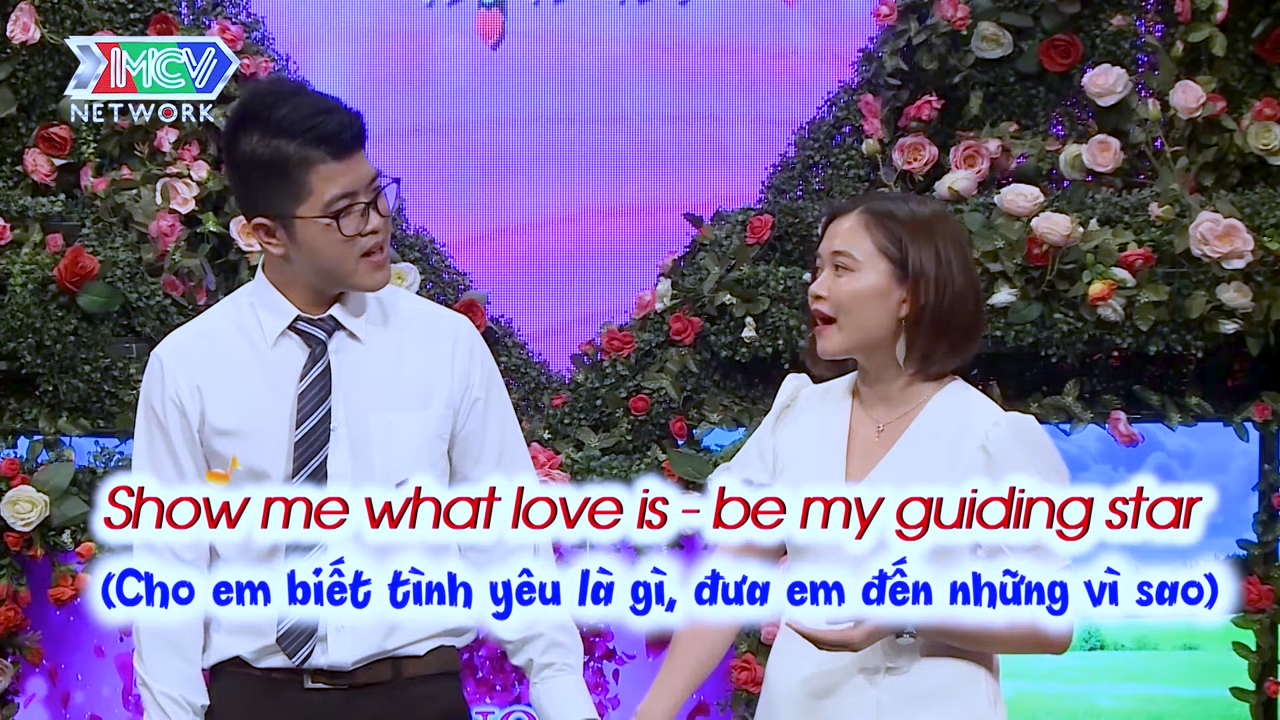 MCV
NETWORK
Show me what love is - be my guiding star
(Cho em biết tình yêu là gì, đưa em đến những vì sao)